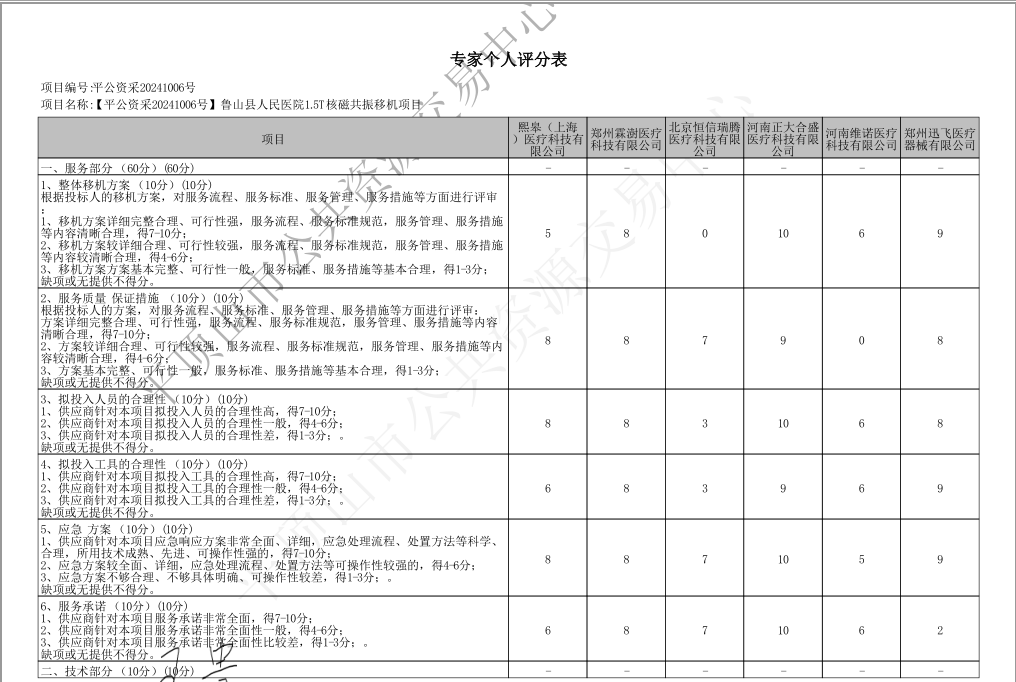 专家个人评分表
项目编号:平公资采20241006号
项目名称:【平公资采20241006号】鲁山县人民医院1.5T核磁共振移机项目
项目 熙皋（上海）医疗科技有限公司 郑州霖澍医疗科技有限公司 北京恒信瑞腾医疗科技有限公司 河南正大合盛医疗科技有限公司 河南维诺医疗科技有限公司 郑州迅飞医疗器械有限公司
一、服务部分（60分）(60分) — — — — — —
1、整体移机方案（10分）(10分)
根据投标人的移机方案，对服务流程、服务标准、服务管理、服务措施等方面进行评审
；
1、移机方案详细完整合理、可行性强，服务流程、服务标准规范，服务管理、服务措施
等内容清晰合理，得7-10分；
2、移机方案较详细合理、可行性较强，服务流程、服务标准规范，服务管理、服务措施
等内容较清晰合理，得4-6分；
3、移机方案方案基本完整、可行性一般，服务标准、服务措施等基本合理，得1-3分；
缺项或无提供不得分。
5 8 0 10 6 9
2、服务质量 保证措施 （10分）(10分)
根据投标人的方案，对服务流程、服务标准、服务管理、服务措施等方面进行评审；
方案详细完整合理、可行性强，服务流程、服务标准规范，服务管理、服务措施等内容
清晰合理，得7-10分；
2、方案较详细合理、可行性较强，服务流程、服务标准规范，服务管理、服务措施等内
容较清晰合理，得4-6分；
3、方案基本完整、可行性一般，服务标准、服务措施等基本合理，得1-3分；
缺项或无提供不得分。
8 8 7 9 0 8
3、拟投入人员的合理性 （10分）(10分)
1、供应商针对本项目拟投入人员的合理性高，得7-10分；
2、供应商针对本项目拟投入人员的合理性一般，得4-6分；
3、供应商针对本项目拟投入人员的合理性差，得1-3分；。
缺项或无提供不得分。
8 8 3 10 6 8
4、拟投入工具的合理性 （10分）(10分)
1、供应商针对本项目拟投入工具的合理性高，得7-10分；
2、供应商针对本项目拟投入工具的合理性一般，得4-6分；
3、供应商针对本项目拟投入工具的合理性差，得1-3分；。
缺项或无提供不得分。
6 8 3 9 6 9
5、应急 方案 （10分）(10分)
1、供应商针对本项目应急响应方案非常全面、详细，应急处理流程、处置方法等科学、
合理，所用技术成熟、先进、可操作性强的，得7-10分；
2、应急方案较全面、详细，应急处理流程、处置方法等可操作性较强的，得4-6分；
3、应急方案不够合理、不够具体明确、可操作性较差，得1-3分；。
缺项或无提供不得分。
8 8 7 10 5 9
6、服务承诺 （10分）(10分)
1、供应商针对本项目服务承诺非常全面，得7-10分；
2、供应商针对本项目服务承诺非常全面性一般，得4-6分；
3、供应商针对本项目服务承诺非常全面性比较差，得1-3分；。
缺项或无提供不得分。
6 8 7 10 6 2
二、技术部分（10分）(10分) — — — — — —
平顶山市公共资源交易中心
平顶山市公共资源交易中心